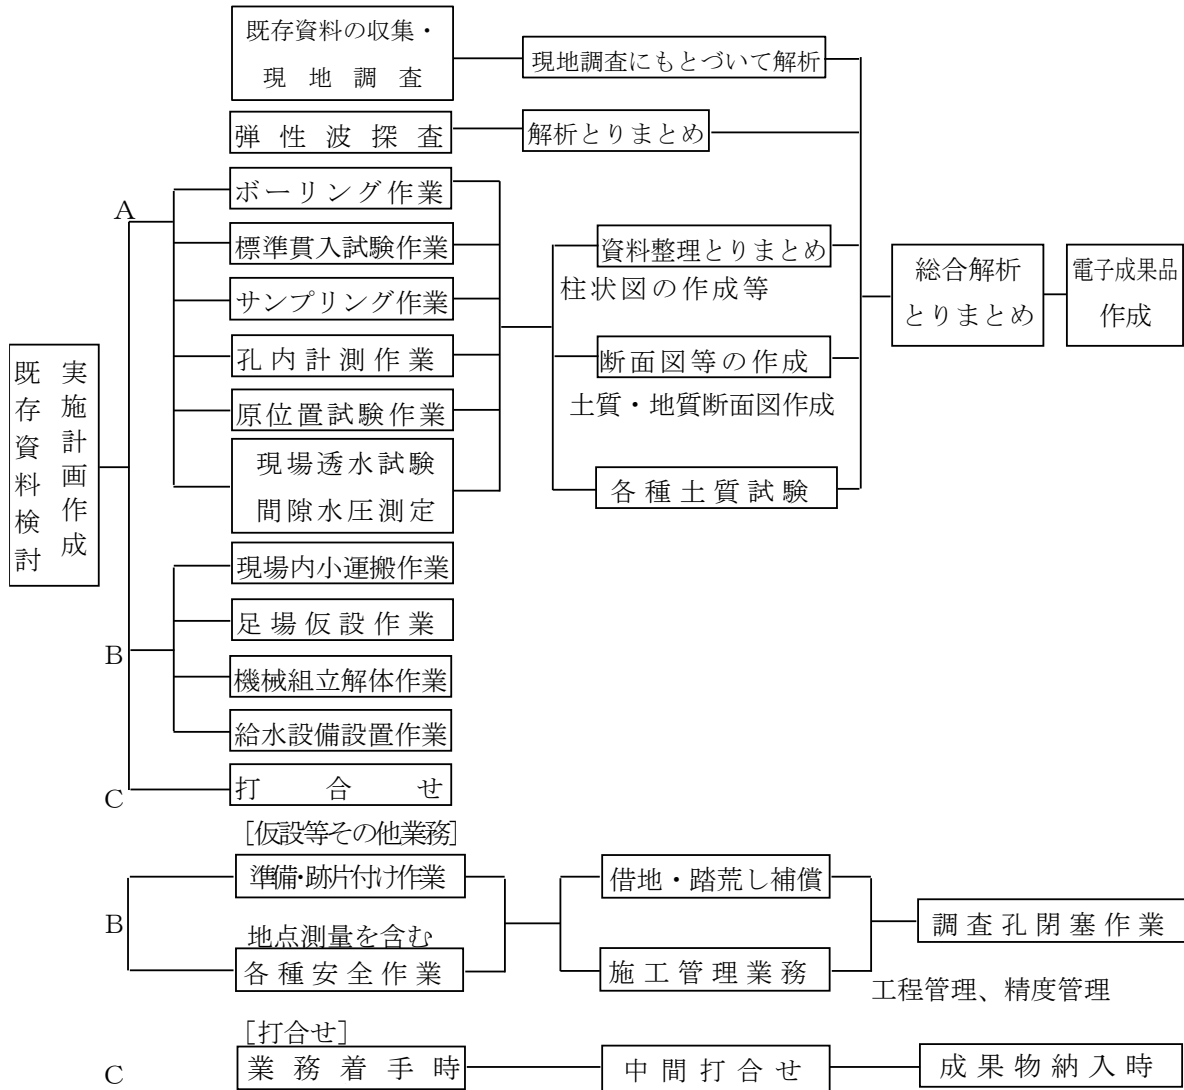 既存資料の収集・
現地調査
現地調査にもとづいて解析
弾性波探査
解析とりまとめ
A
ボーリング作業
標準貫入試験作業
サンプリング作業
孔内計測作業
原位置試験作業
現場透水試験
間隙水圧測定
資料整理とりまとめ
柱状図の作成等
断面図等の作成
土質・地質断面図作成
各種土質試験
総合解析
とりまとめ
電子成果品
作成
実施計画作成
既存資料検討
B
現場内小運搬作業
足場仮設作業
機械組立解体作業
給水設備設置作業
C
打合せ
[仮設等その他業務]
B
準備・跡片付け作業
地点測量を含む
各種安全作業
借地・踏荒し補償
施工管理業務
調査孔閉塞作業
工程管理、精度管理
[打合せ]
C
業務着手時
中間打合せ
成果物納入時